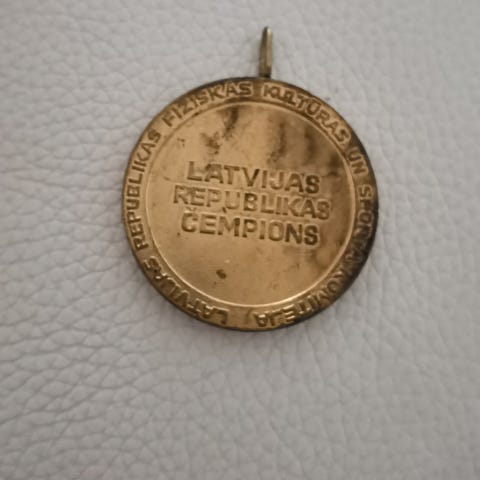 LATVIJAS REPUBLIKAS FIZISKĀS KULTŪRAS UN SPORTA KOMITEJA
LATVIJAS
REPUBLIKAS
ČEMPIONS